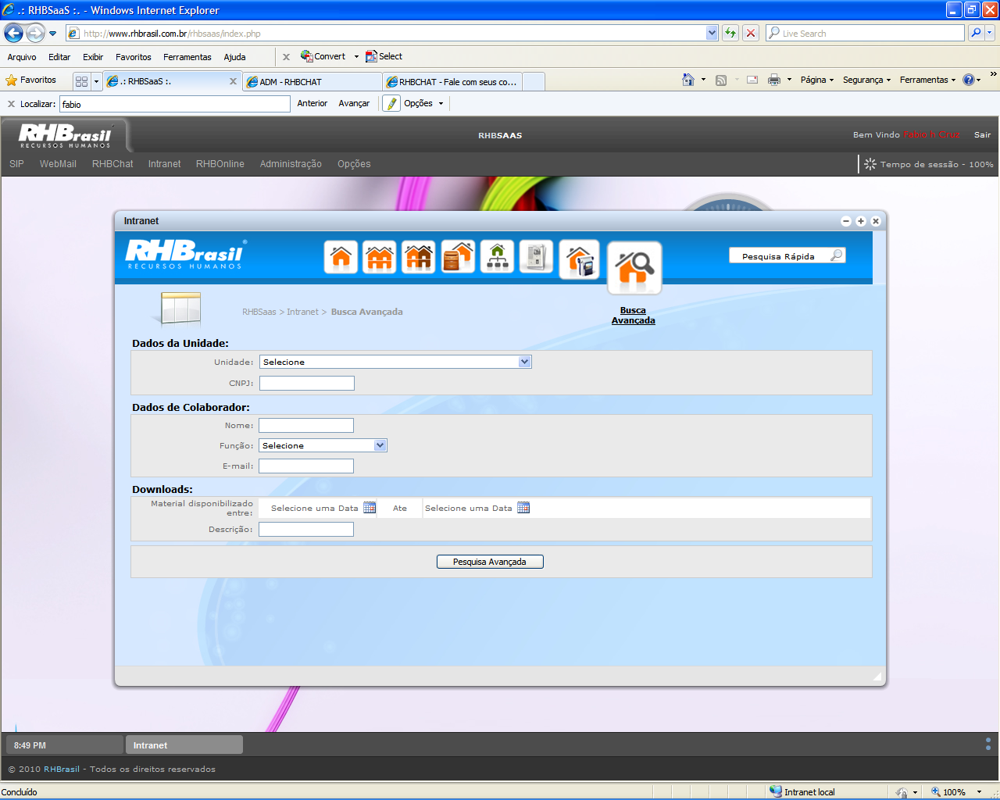 .: RHBSaaS :. - Windows Internet Explorer
http://www.rhbrasil.com.br/rhbsaas/index.php
Live Search
Arquivo Editar Exibir Favoritos Ferramentas Ajuda
Convert Select
Favoritos
.: RHBSaaS :.
ADM - RHBCHAT
RHBCHAT - Fale com seus co...
Página Segurança Ferramentas
Localizar: fabio Anterior Avançar Opções
RHBrasil
RECURSOS HUMANOS
RHBSAAS
Bem Vindo Fabio h Cruz Sair
SIP WebMail RHBChat Intranet RHBOnline Administração Opções
Tempo de sessão - 100%
Intranet
RHBrasil
RECURSOS HUMANOS
Pesquisa Rápida
RHBSaas > Intranet > Busca Avançada
Busca
Avançada
Dados da Unidade:
Unidade: Selecione
CNPJ:
Dados de Colaborador:
Nome:
Função: Selecione
E-mail:
Downloads:
Material disponibilizado
entre:
Selecione uma Data Ate Selecione uma Data
Descrição:
Pesquisa Avançada
8:49 PM Intranet
© 2010 RHBrasil - Todos os direitos reservados
Concluído Intranet local 100%